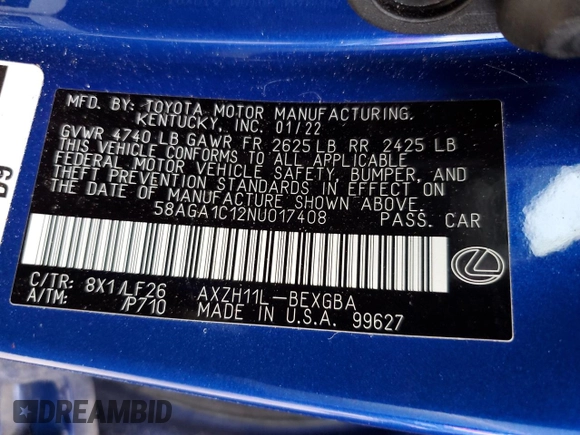 MFD. BY TOYOTA MOTOR MANUFACTURING.
KENTUCKY, INC. 01/22
GVWR 4740 LB GAWR FR 2625 LB RR 2425 LB
THIS VEHICLE CONFORMS TO ALL APPLICABLE
FEDERAL MOTOR VEHICLE SAFETY, BUMPER, AND
THEFT PREVENTION STANDARDS IN EFFECT ON
THE DATE OF MANUFACTURE SHOWN ABOVE.
58AGA1C12NU017408 PASS. CAR
C/TR: 8X1/LF26 AXZH11L-BEXGBA
A/TM: /P710 MADE IN U.S.A. 99627
DREAMBID